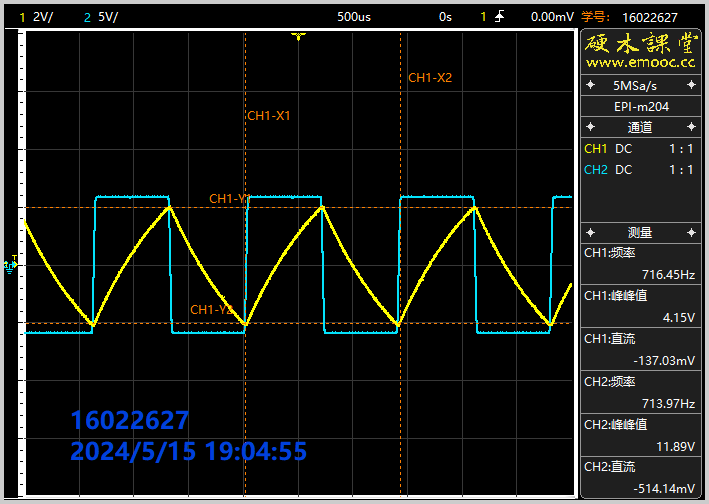 1 2V/ 2 5V/ 500us 0s 1 0.00mV 学号: 16022627
硬木課堂
www.emooc.cc
5MSa/s
EPI-m204
通道
CH1 DC 1 : 1
CH2 DC 1 : 1
测量
CH1:频率
716.45Hz
CH1:峰峰值
4.15V
CH1:直流
-137.03mV
CH2:频率
713.97Hz
CH2:峰峰值
11.89V
CH2:直流
-514.14mV
CH1-X2
CH1-X1
CH1-Y1
T
CH1-Y2
16022627
2024/5/15 19:04:55